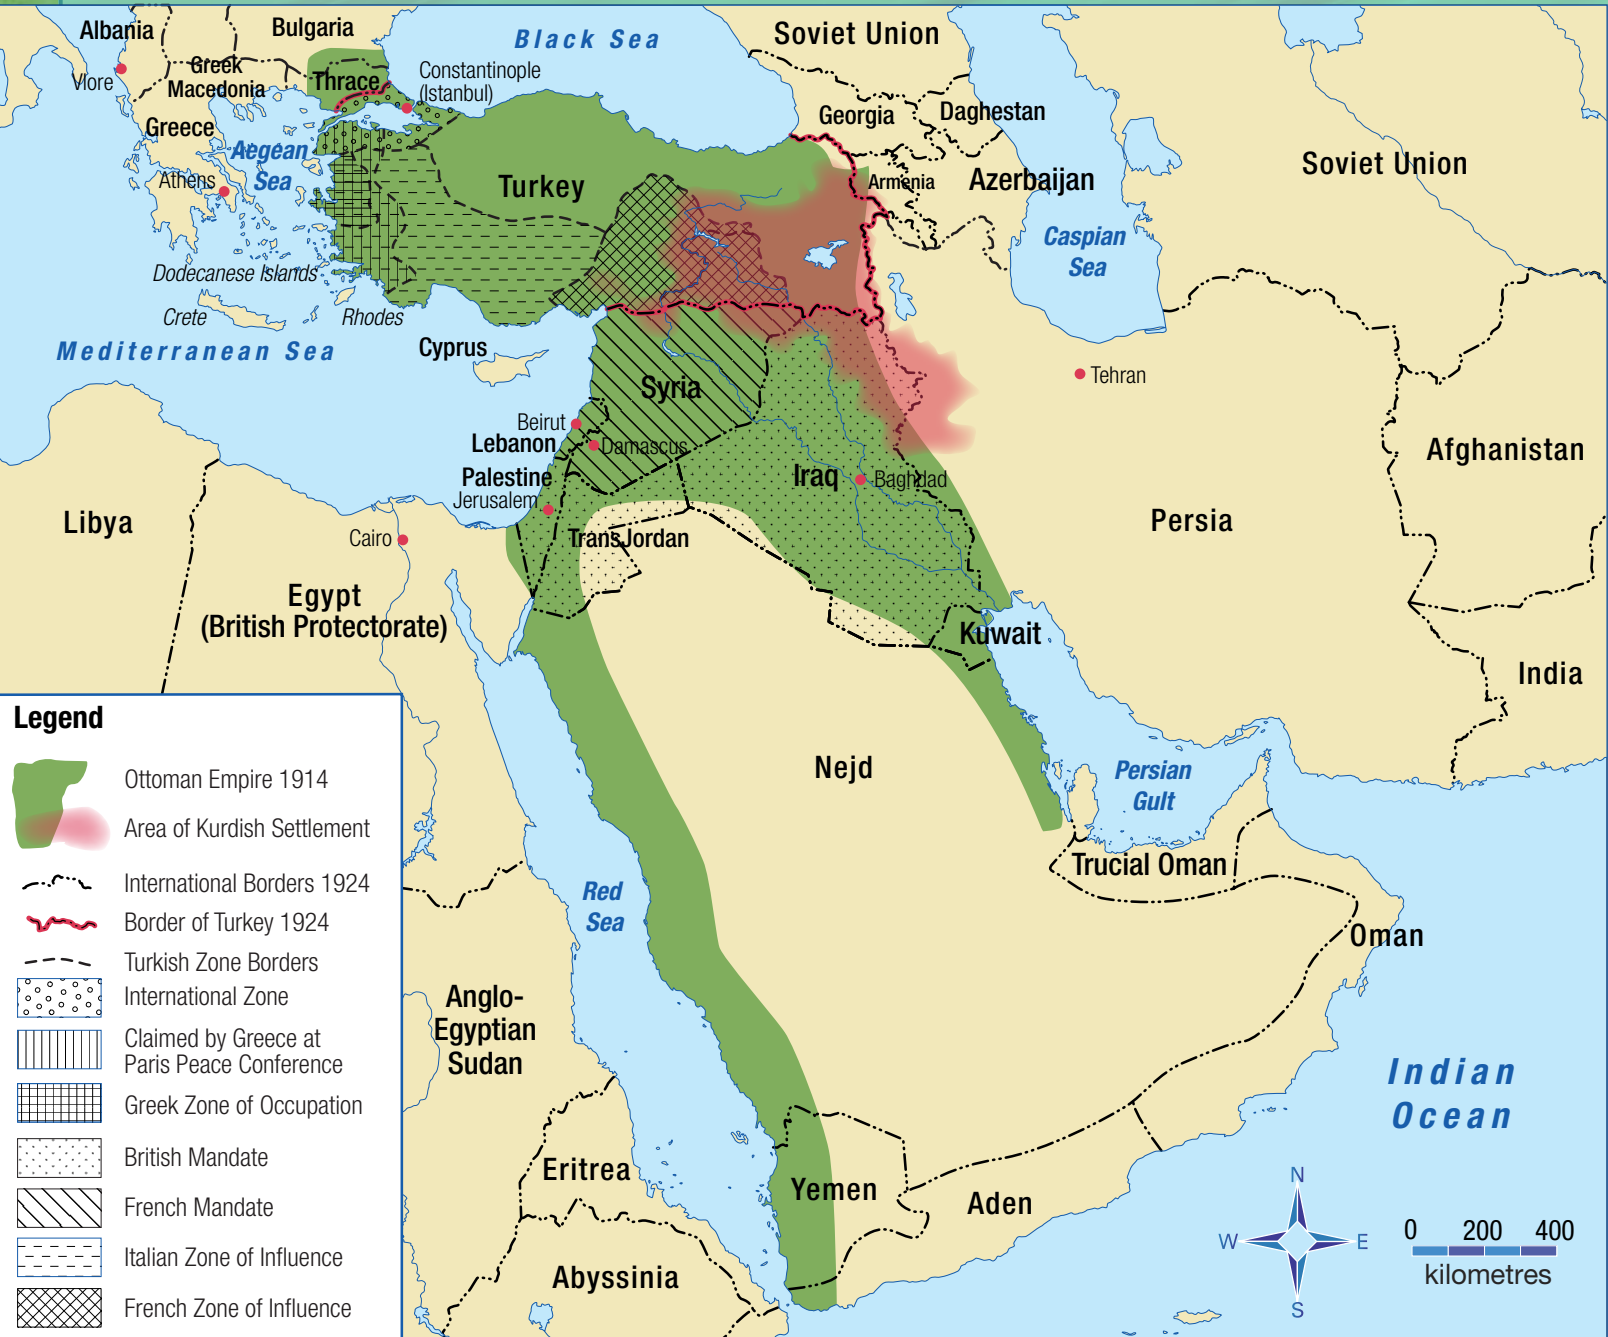 Albania
Bulgaria
Black Sea
Soviet Union
Vlore
Greek
Macedonia
Thrace
Constantinople
(Istanbul)
Georgia
Daghestan
Greece
Aegean
Sea
Athens
Turkey
Armenia
Azerbaijan
Soviet Union
Caspian
Sea
Dodecanese Islands
Crete
Rhodes
Mediterranean Sea
Cyprus
Tehran
Syria
Beirut
Lebanon
Damascus
Palestine
Jerusalem
Iraq
Baghdad
Afghanistan
Libya
Cairo
TransJordan
Persia
Egypt
(British Protectorate)
Kuwait
India
Nejd
Persian
Gult
Trucial Oman
Red
Sea
Oman
Anglo-
Egyptian
Sudan
Indian
Ocean
Eritrea
Yemen
Aden
Abyssinia
Legend
Ottoman Empire 1914
Area of Kurdish Settlement
International Borders 1924
Border of Turkey 1924
Turkish Zone Borders
International Zone
Claimed by Greece at
Paris Peace Conference
Greek Zone of Occupation
British Mandate
French Mandate
Italian Zone of Influence
French Zone of Influence
N
W E
S
0 200 400
kilometres